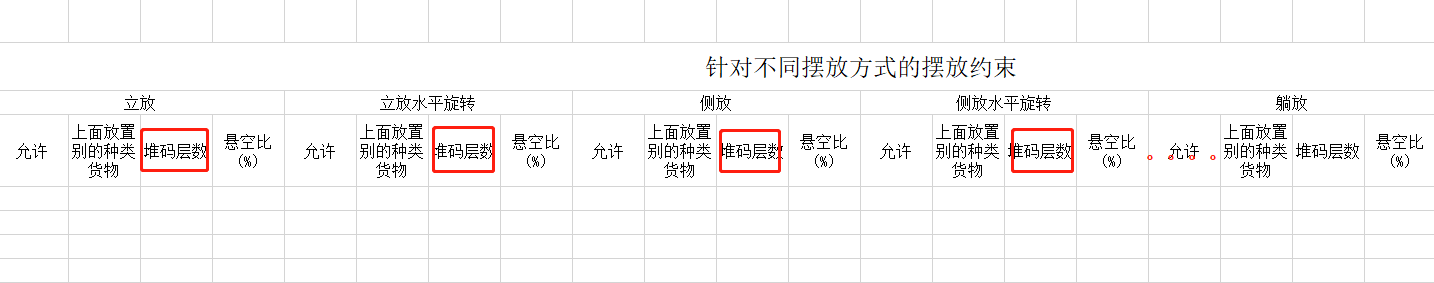 针对不同摆放方式的摆放约束
立放 立放水平旋转 侧放 侧放水平旋转 躺放
允许 上面放置别的种类货物 堆码层数 悬空比(%) 允许 上面放置别的种类货物 堆码层数 悬空比(%) 允许 上面放置别的种类货物 堆码层数 悬空比(%) 允许 上面放置别的种类货物 堆码层数 悬空比(%) 。允许。。 上面放置别的种类货物 堆码层数 悬空比(%)